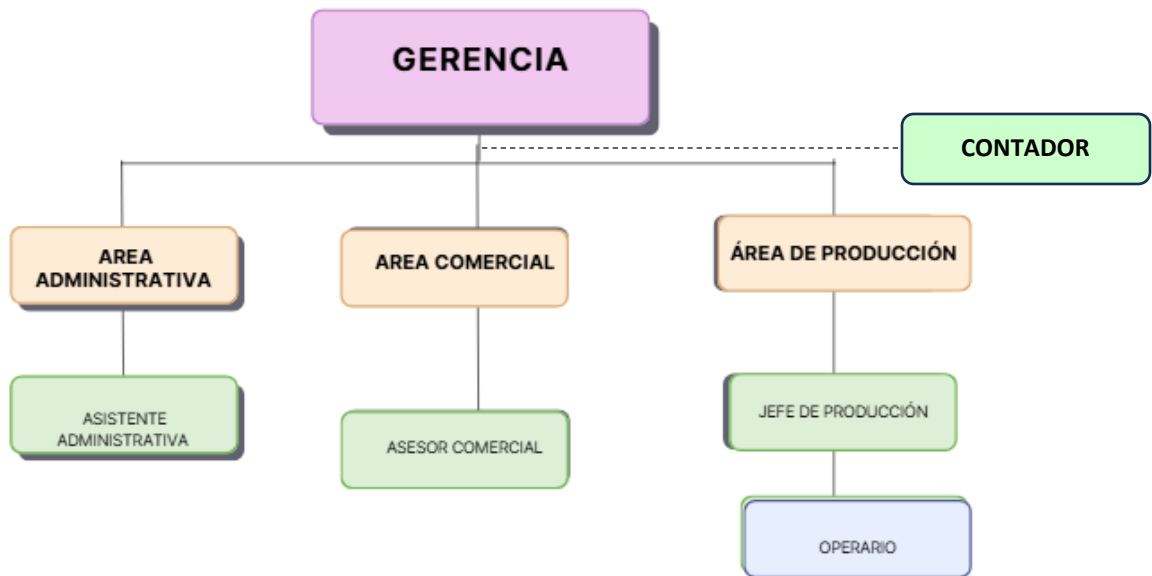 GERENCIA
CONTADOR
AREA
ADMINISTRATIVA
AREA COMERCIAL
ÁREA DE PRODUCCIÓN
ASISTENTE
ADMINISTRATIVA
ASESOR COMERCIAL
JEFE DE PRODUCCIÓN
OPERARIO